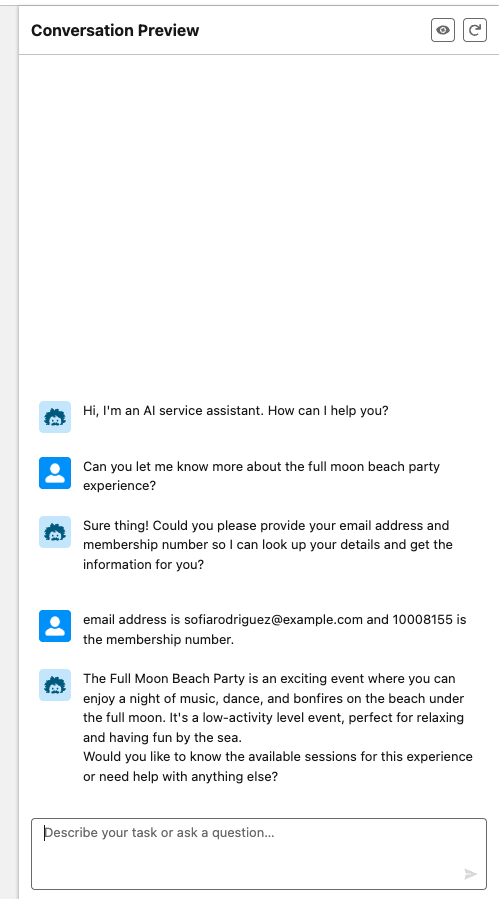 Conversation Preview
Hi, I'm an AI service assistant. How can I help you?
Can you let me know more about the full moon beach party
experience?
Sure thing! Could you please provide your email address and
membership number so I can look up your details and get the
information for you?
email address is sofiarodriguez@example.com and 10008155 is
the membership number.
The Full Moon Beach Party is an exciting event where you can
enjoy a night of music, dance, and bonfires on the beach under
the full moon. It's a low-activity level event, perfect for relaxing
and having fun by the sea.
Would you like to know the available sessions for this experience
or need help with anything else?
Describe your task or ask a question...